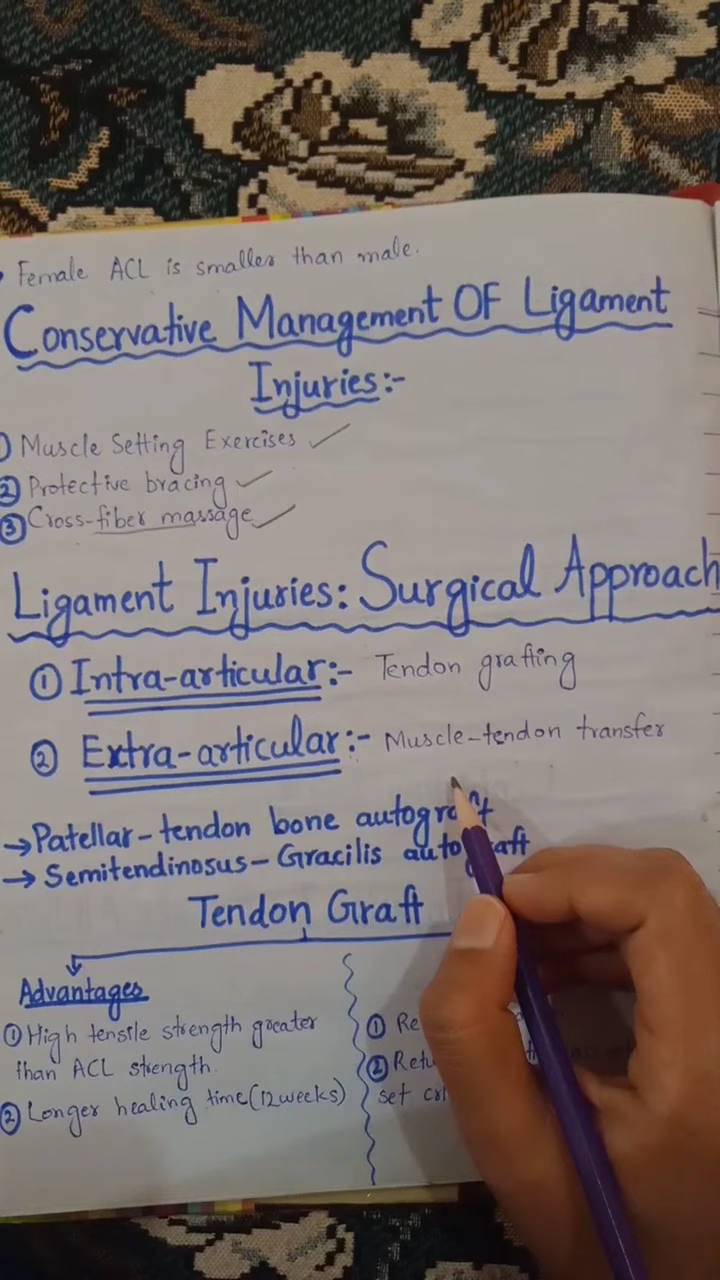 Female ACL is smaller than male.
Conservative Management OF Ligament
Injuries:-
Muscle Setting Exercises ✓
② Protective bracing ✓
③ Cross-fiber massage ✓
Ligament Injuries: Surgical Approach
① Intra-articular:- Tendon grafting
② Extra-articular:- Muscle-tendon transfer
→ Patellar-tendon bone autograft
→ Semitendinosus-Gracilis autograft
Tendon Graft
Advantages
① High tensile strength greater
than ACL strength.
② Longer healing time (12 weeks)
①
②
set